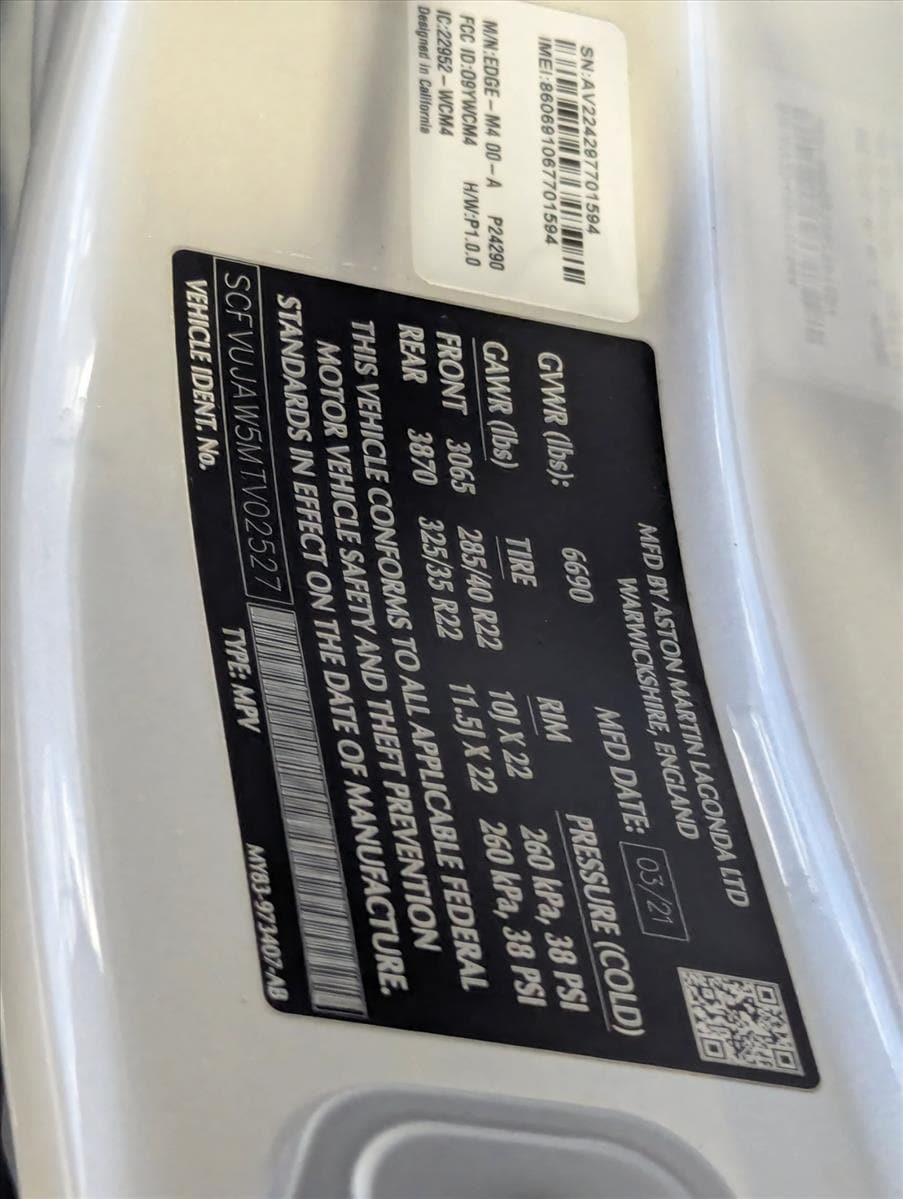 SN:AV224297701594
IMEI:860691067701594
M/N:EDGE-M4 00-A P24290
FCC ID:O9YWCM4 H/W:P1.0.0
IC:22952-WCM4
Designed in California
MFD BY ASTON MARTIN LAGONDA LTD
WARWICKSHIRE, ENGLAND
MFD DATE: 03/21
GVWR (lbs): 6690
GAWR (lbs) TIRE RIM PRESSURE (COLD)
FRONT 3065 285/40 R22 10J X 22 260 kPa, 38 PSI
REAR 3870 325/35 R22 11.5J X 22 260 kPa, 38 PSI
THIS VEHICLE CONFORMS TO ALL APPLICABLE FEDERAL
MOTOR VEHICLE SAFETY AND THEFT PREVENTION
STANDARDS IN EFFECT ON THE DATE OF MANUFACTURE.
SCFVUJAW5MTV02527
VEHICLE IDENT. No. TYPE: MPV MY83-973407-AB